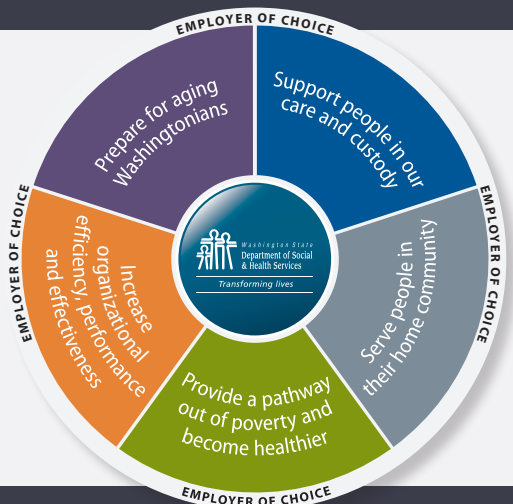 EMPLOYER OF CHOICE
Support people in our
care and custody
EMPLOYER OF CHOICE
Serve people in
their home community
EMPLOYER OF CHOICE
Provide a pathway
out of poverty and
become healthier
EMPLOYER OF CHOICE
Increase
organizational
efficiency, performance
and effectiveness
Prepare for aging
Washingtonians
Washington State
Department of Social
& Health Services
Transforming lives